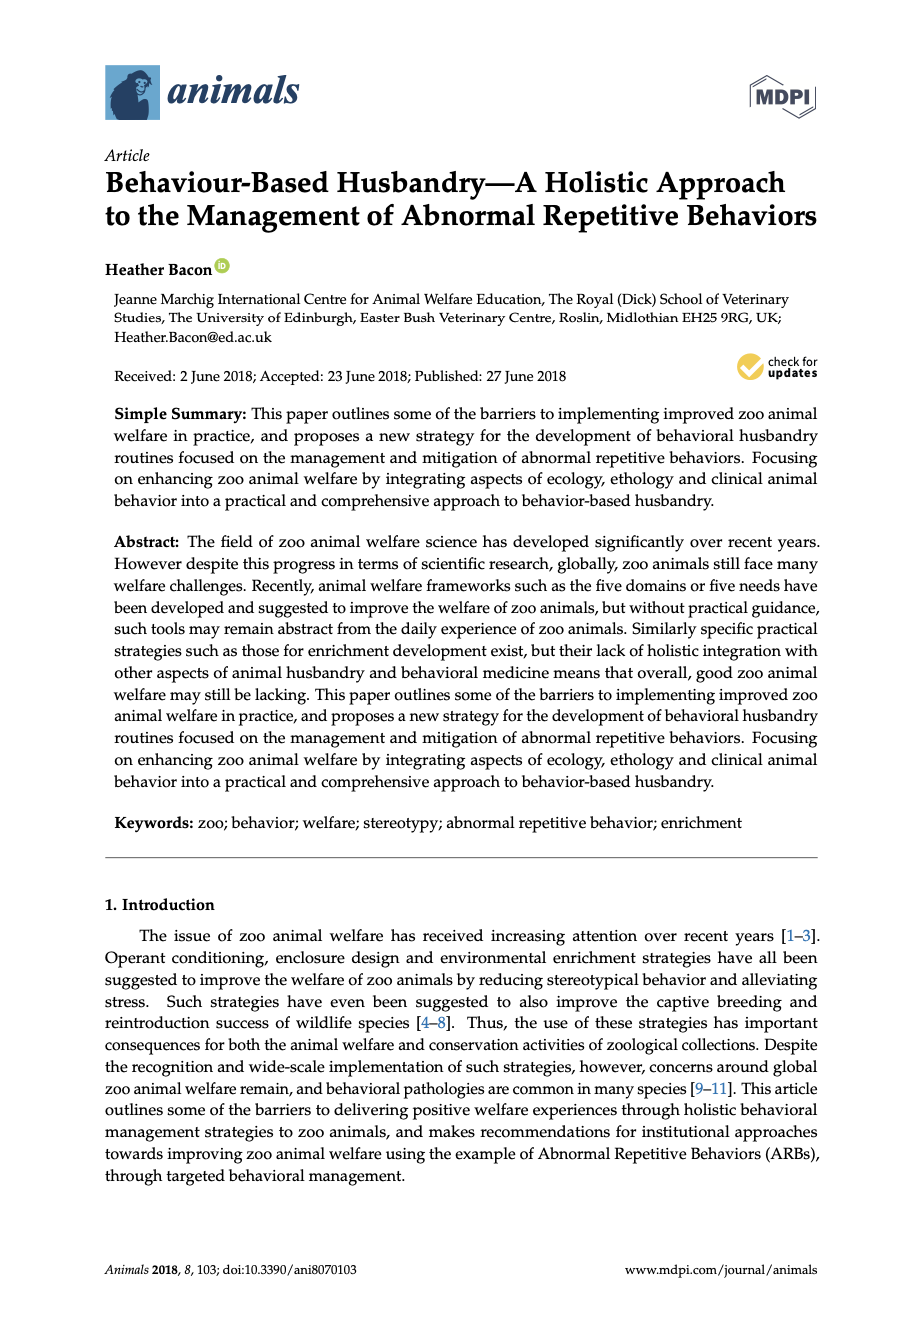 animals
MDPI
Article
Behaviour-Based Husbandry—A Holistic Approach
to the Management of Abnormal Repetitive Behaviors
Heather Bacon iD
Jeanne Marchig International Centre for Animal Welfare Education, The Royal (Dick) School of Veterinary
Studies, The University of Edinburgh, Easter Bush Veterinary Centre, Roslin, Midlothian EH25 9RG, UK;
Heather.Bacon@ed.ac.uk
check for
updates
Received: 2 June 2018; Accepted: 23 June 2018; Published: 27 June 2018
Simple Summary: This paper outlines some of the barriers to implementing improved zoo animal
welfare in practice, and proposes a new strategy for the development of behavioral husbandry
routines focused on the management and mitigation of abnormal repetitive behaviors. Focusing
on enhancing zoo animal welfare by integrating aspects of ecology, ethology and clinical animal
behavior into a practical and comprehensive approach to behavior-based husbandry.
Abstract: The field of zoo animal welfare science has developed significantly over recent years.
However despite this progress in terms of scientific research, globally, zoo animals still face many
welfare challenges. Recently, animal welfare frameworks such as the five domains or five needs have
been developed and suggested to improve the welfare of zoo animals, but without practical guidance,
such tools may remain abstract from the daily experience of zoo animals. Similarly specific practical
strategies such as those for enrichment development exist, but their lack of holistic integration with
other aspects of animal husbandry and behavioral medicine means that overall, good zoo animal
welfare may still be lacking. This paper outlines some of the barriers to implementing improved zoo
animal welfare in practice, and proposes a new strategy for the development of behavioral husbandry
routines focused on the management and mitigation of abnormal repetitive behaviors. Focusing
on enhancing zoo animal welfare by integrating aspects of ecology, ethology and clinical animal
behavior into a practical and comprehensive approach to behavior-based husbandry.
Keywords: zoo; behavior; welfare; stereotypy; abnormal repetitive behavior; enrichment
1. Introduction
The issue of zoo animal welfare has received increasing attention over recent years [1–3].
Operant conditioning, enclosure design and environmental enrichment strategies have all been
suggested to improve the welfare of zoo animals by reducing stereotypical behavior and alleviating
stress. Such strategies have even been suggested to also improve the captive breeding and
reintroduction success of wildlife species [4–8]. Thus, the use of these strategies has important
consequences for both the animal welfare and conservation activities of zoological collections. Despite
the recognition and wide-scale implementation of such strategies, however, concerns around global
zoo animal welfare remain, and behavioral pathologies are common in many species [9–11]. This article
outlines some of the barriers to delivering positive welfare experiences through holistic behavioral
management strategies to zoo animals, and makes recommendations for institutional approaches
towards improving zoo animal welfare using the example of Abnormal Repetitive Behaviors (ARBs),
through targeted behavioral management.
Animals 2018, 8, 103; doi:10.3390/ani8070103
www.mdpi.com/journal/animals